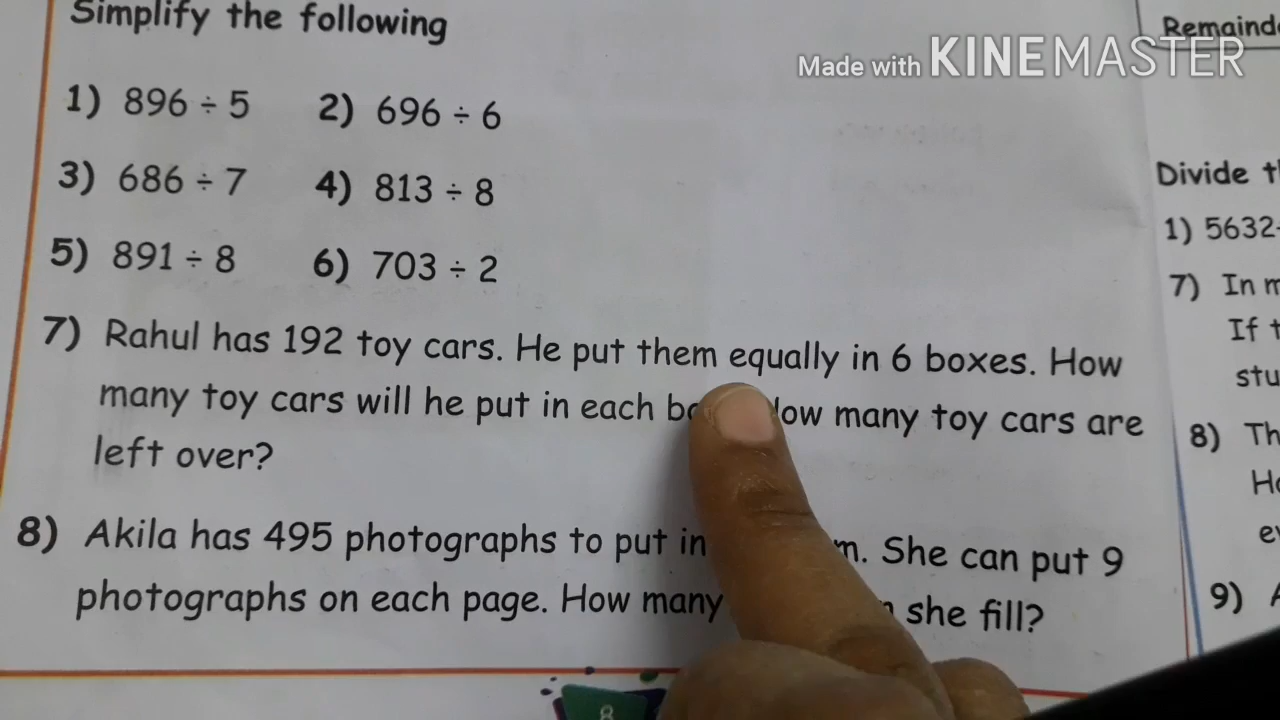 Simplify the following
Made with KINEMASTER
1) 896 ÷ 5 2) 696 ÷ 6
3) 686 ÷ 7 4) 813 ÷ 8
5) 891 ÷ 8 6) 703 ÷ 2
7) Rahul has 192 toy cars. He put them equally in 6 boxes. How
many toy cars will he put in each many toy cars are
left over?
8) Akila has 495 photographs to put in She can put 9
photographs on each page. How many she fill?
8
Divide
1) 5632
7) In
If
8)
9)